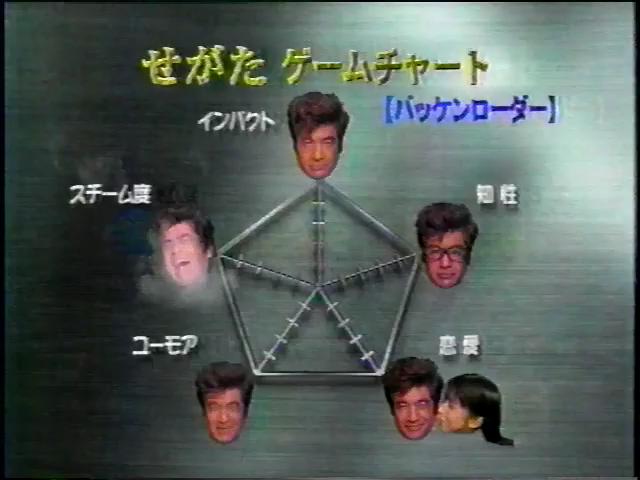 せがた ゲームチャート
【バッケンローダー】
インパクト
スチーム度
知性
ユーモア
恋愛